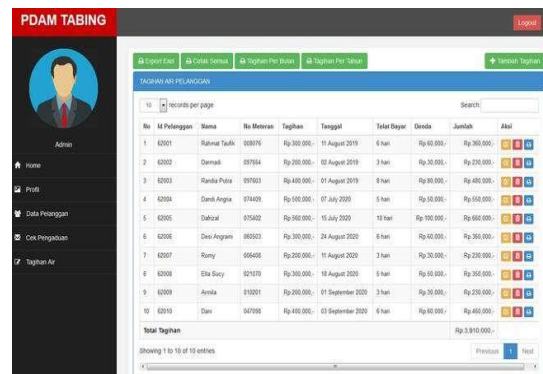 PDAM TABING
Logout
Admin
Home
Profil
Data Pelanggan
Cek Pengaduan
Tagihan Air
Export Exel Cetak Semua Tagihan Per Bulan Tagihan Per Tahun Tambah Tagihan
TAGIHAN AIR PELANGGAN
10 records per page Search:
No Id Pelanggan Nama No Meteran Tagihan Tanggal Telat Bayar Denda Jumlah Aksi
1 62001 Rahmat Taufik 008076 Rp.300.000,- 11 August 2019 6 hari Rp.60.000,- Rp.360.000,-
2 62002 Darmadi 097664 Rp.200.000,- 02 August 2019 3 hari Rp.30.000,- Rp.230.000,-
3 62003 Randia Putra 097603 Rp.400.000,- 01 August 2019 8 hari Rp.80.000,- Rp.480.000,-
4 62004 Dandi Angria 074409 Rp.500.000,- 07 July 2020 5 hari Rp.50.000,- Rp.550.000,-
5 62005 Dafrizal 075402 Rp.560.000,- 15 July 2020 10 hari Rp.100.000,- Rp.660.000,-
6 62006 Desi Angraini 060503 Rp.300.000,- 24 August 2020 6 hari Rp.60.000,- Rp.360.000,-
7 62007 Romy 006408 Rp.200.000,- 11 August 2020 3 hari Rp.30.000,- Rp.230.000,-
8 62008 Ella Sucy 021070 Rp.300.000,- 18 August 2020 5 hari Rp.50.000,- Rp.350.000,-
9 62009 Armila 010201 Rp.200.000,- 01 September 2020 3 hari Rp.30.000,- Rp.230.000,-
10 62010 Dani 047098 Rp.400.000,- 03 September 2020 6 hari Rp.60.000,- Rp.460.000,-
Total Tagihan Rp.3.910.000,-
Showing 1 to 10 of 10 entries
Previous 1 Next